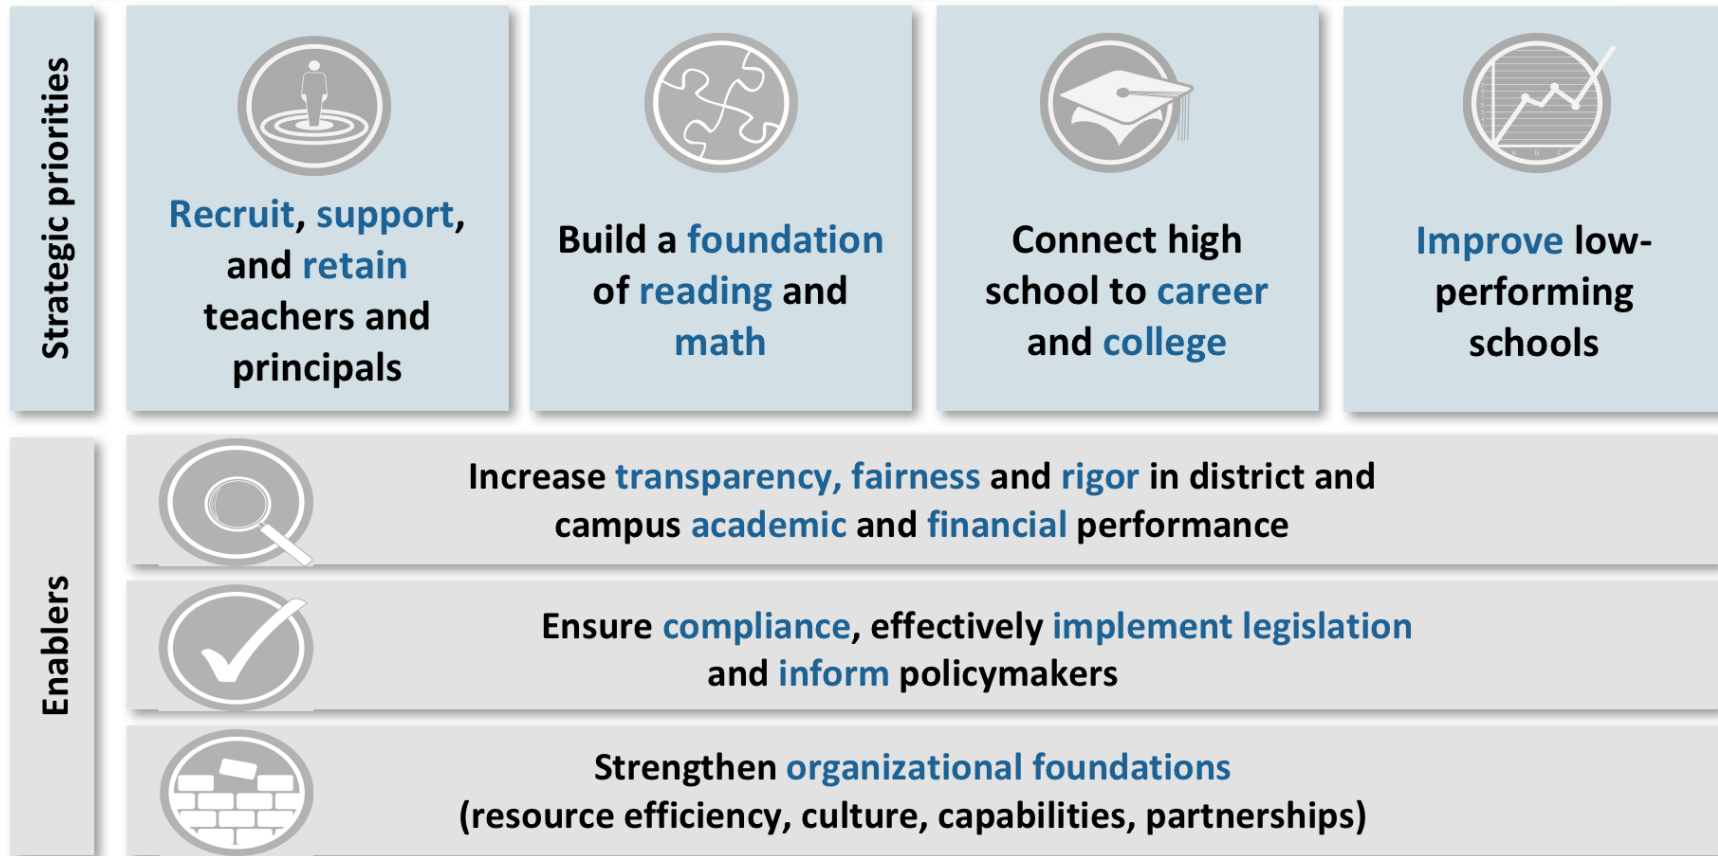 Strategic priorities
Recruit, support,
and retain
teachers and
principals
Build a foundation
of reading and
math
Connect high
school to career
and college
Improve low-
performing
schools
Enablers
Increase transparency, fairness and rigor in district and
campus academic and financial performance
Ensure compliance, effectively implement legislation
and inform policymakers
Strengthen organizational foundations
(resource efficiency, culture, capabilities, partnerships)